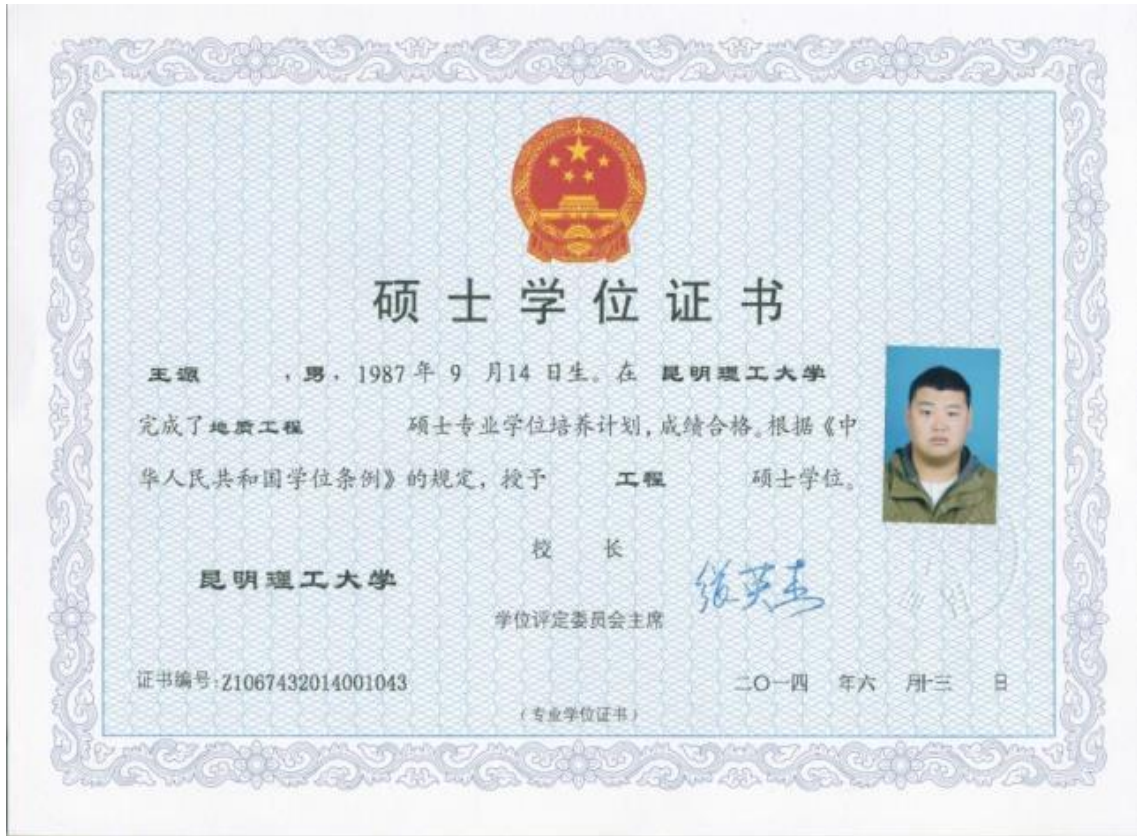 硕士学位证书
王源 ，男，1987年 9 月14 日生。在 昆明理工大学
完成了地质工程 硕士专业学位培养计划，成绩合格。根据《中
华人民共和国学位条例》的规定，授予 工程 硕士学位。
校 长
昆明理工大学
张英杰
学位评定委员会主席
证书编号：Z1067432014001043
二〇一四 年六 月十三 日
（专业学位证书）